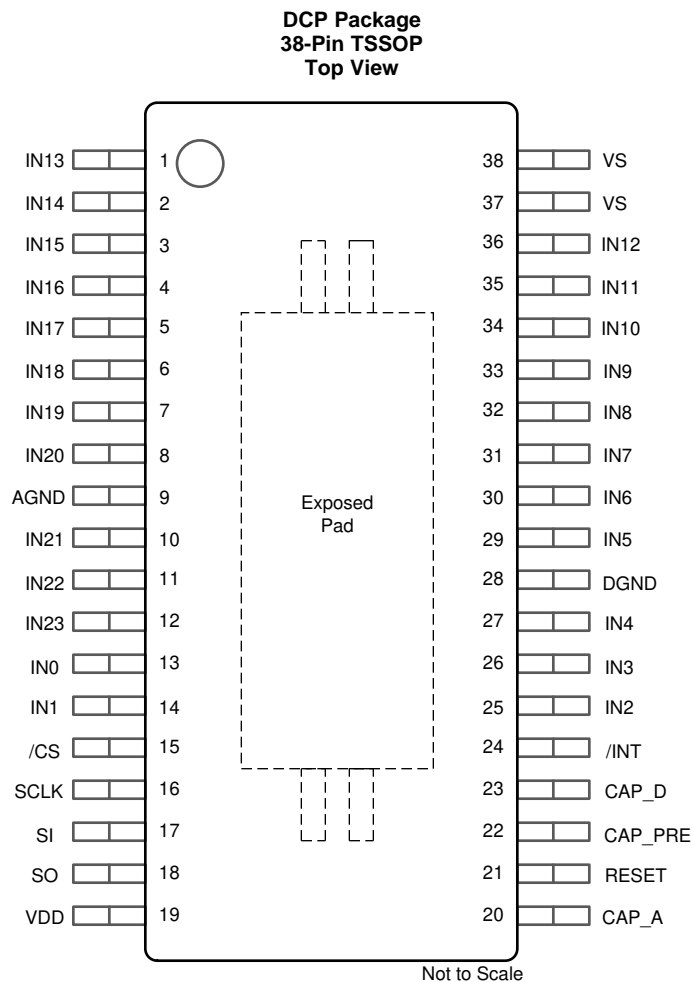 DCP Package
38-Pin TSSOP
Top View
IN13 1 38 VS
IN14 2 37 VS
IN15 3 36 IN12
IN16 4 35 IN11
IN17 5 34 IN10
IN18 6 33 IN9
IN19 7 32 IN8
IN20 8 31 IN7
AGND 9 30 IN6
Exposed
Pad
IN21 10 29 IN5
IN22 11 28 DGND
IN23 12 27 IN4
IN0 13 26 IN3
IN1 14 25 IN2
/CS 15 24 /INT
SCLK 16 23 CAP_D
SI 17 22 CAP_PRE
SO 18 21 RESET
VDD 19 20 CAP_A
Not to Scale